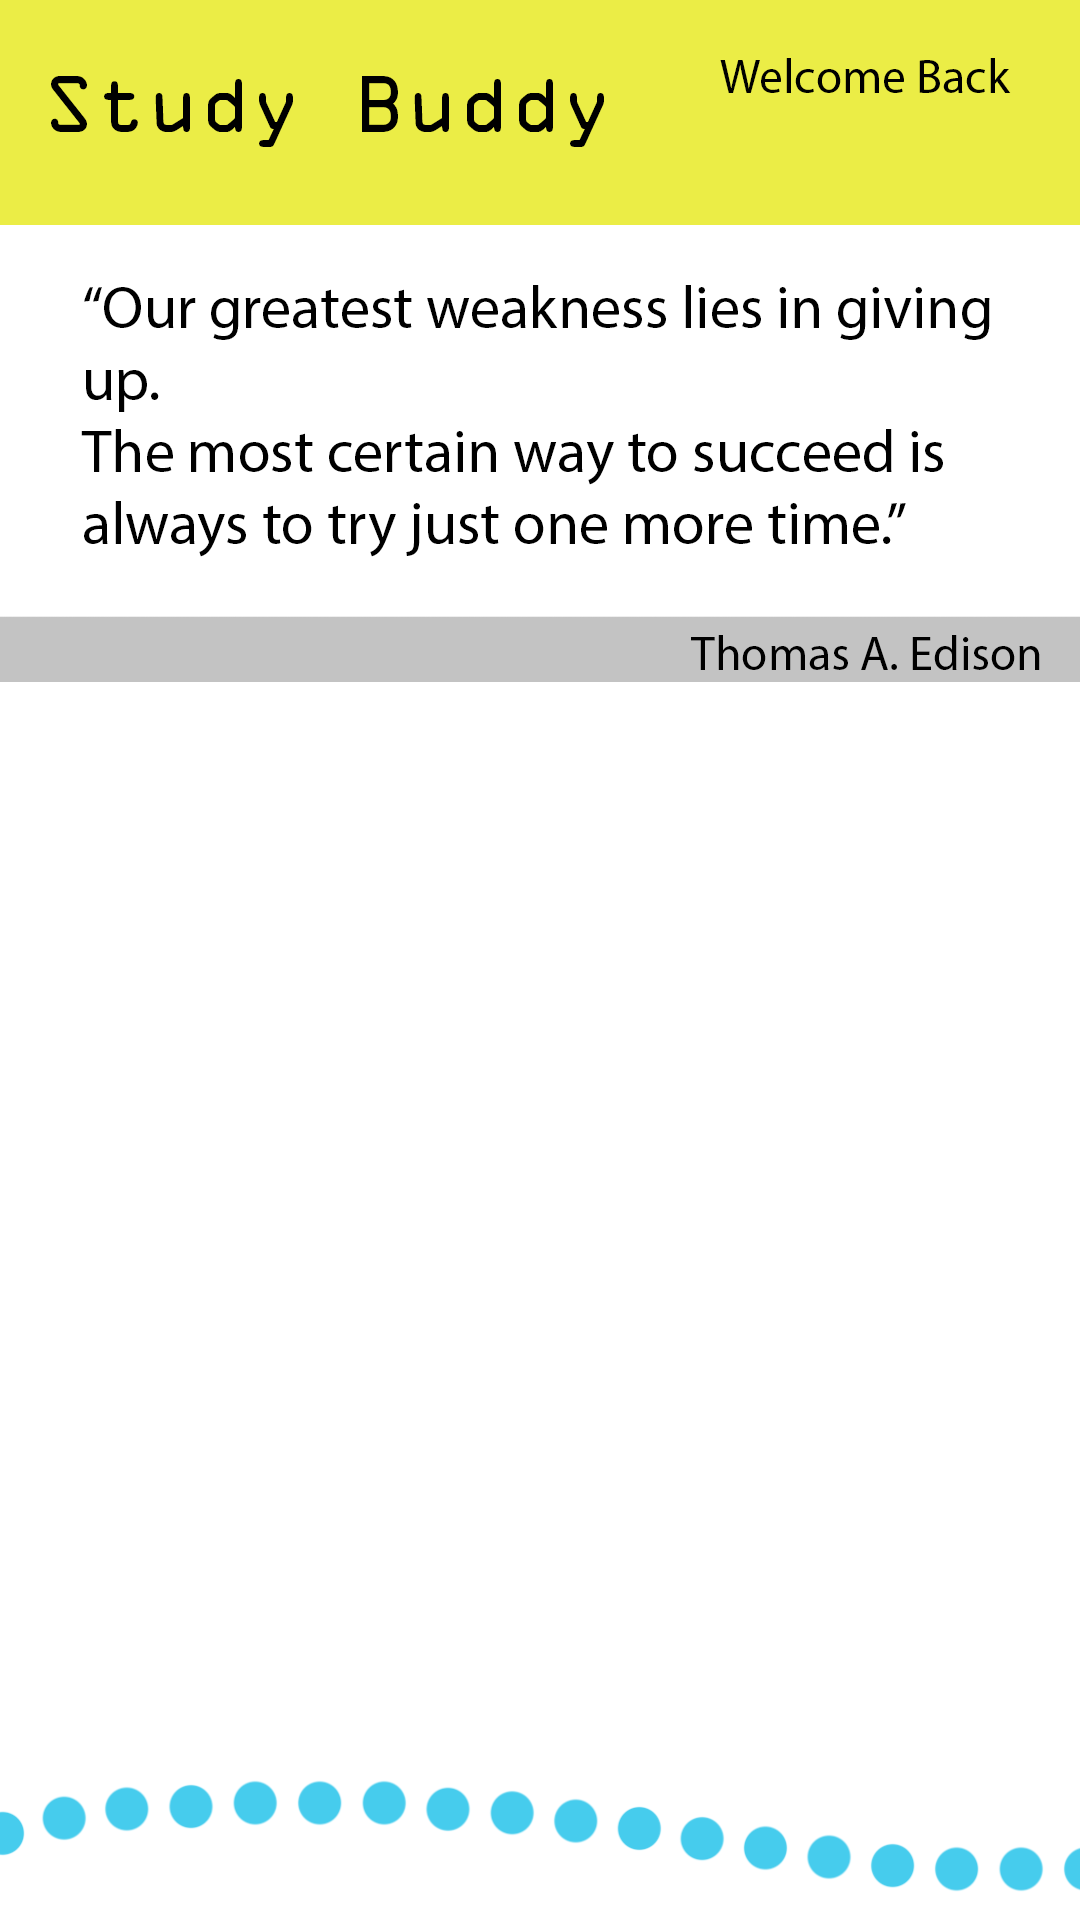 Study Buddy
Welcome Back
“Our greatest weakness lies in giving
up.
The most certain way to succeed is
always to try just one more time.”
Thomas A. Edison